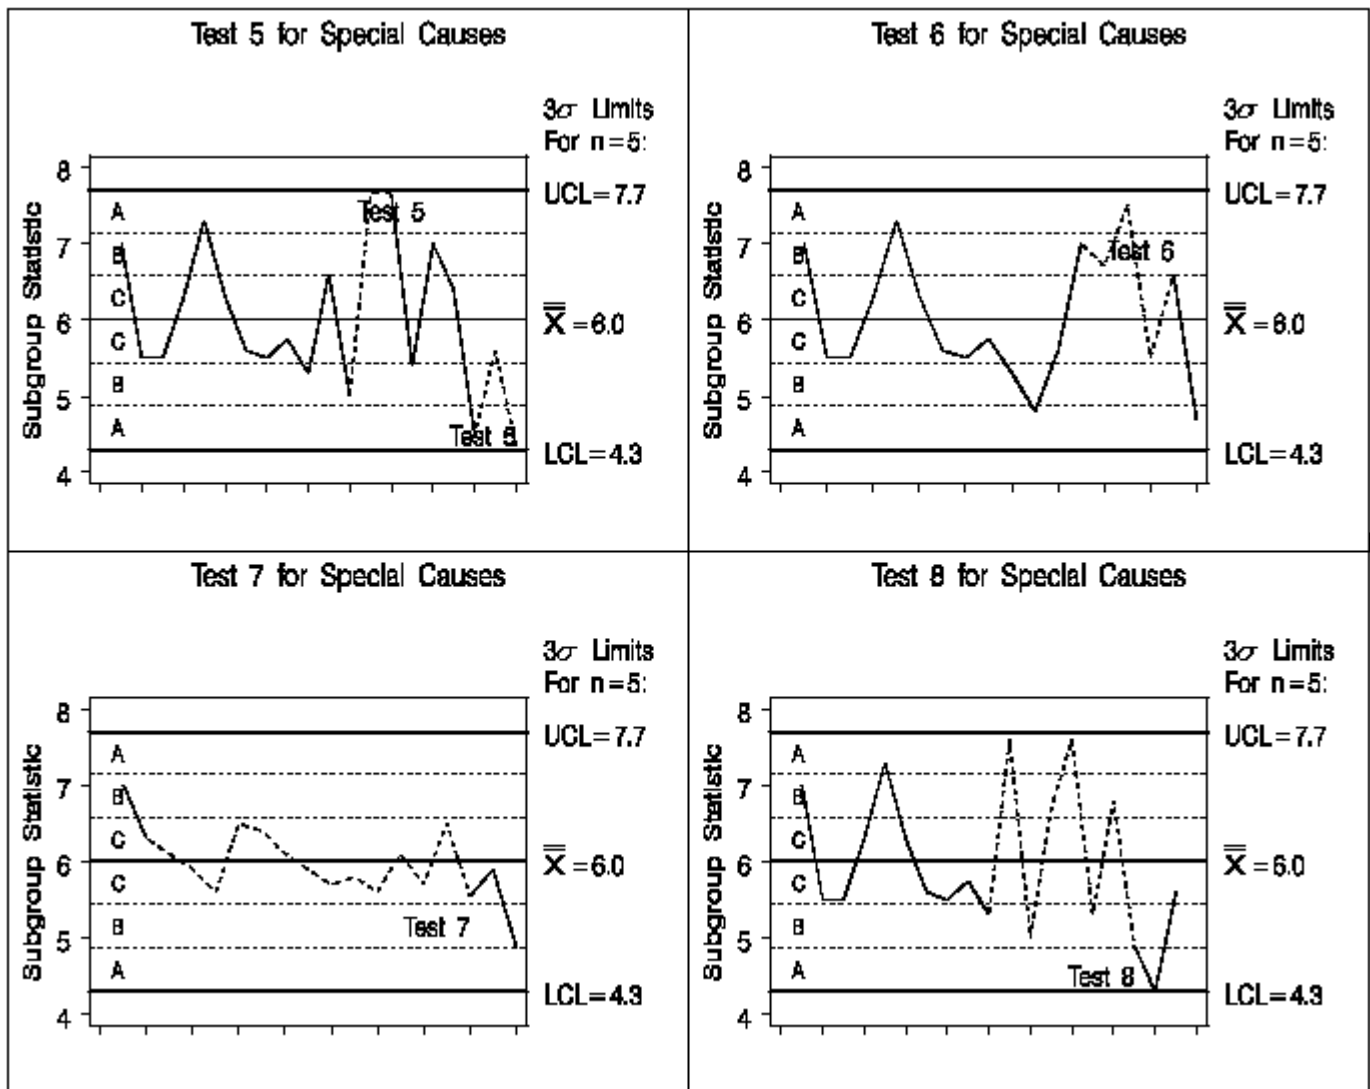 Test 5 for Special Causes
3σ Limits
For n=5:
8
UCL=7.7
A
Test 5
7
B
C
6
X̿=6.0
C
B
5
A
Test 5
LCL=4.3
4
Subgroup Statistic
Test 6 for Special Causes
3σ Limits
For n=5:
8
UCL=7.7
A
7
B
Test 6
C
6
X̿=6.0
C
B
5
A
LCL=4.3
4
Subgroup Statistic
Test 7 for Special Causes
3σ Limits
For n=5:
8
UCL=7.7
A
7
B
C
6
X̿=6.0
C
B
Test 7
5
A
LCL=4.3
4
Subgroup Statistic
Test 8 for Special Causes
3σ Limits
For n=5:
8
UCL=7.7
A
7
B
C
6
X̿=6.0
C
B
5
A
Test 8
LCL=4.3
4
Subgroup Statistic